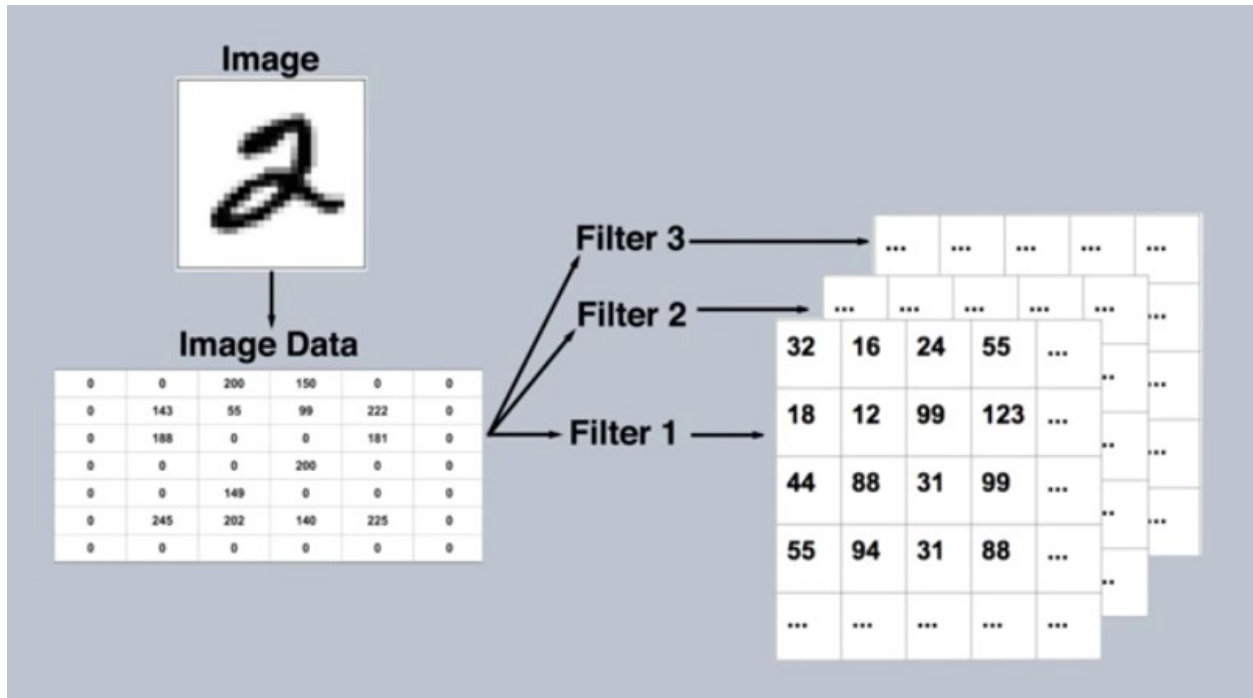 Image
2
Image Data
0 0 200 150 0 0
0 143 55 99 222 0
0 188 0 0 181 0
0 0 0 200 0 0
0 0 149 0 0 0
0 245 202 140 225 0
0 0 0 0 0 0
Filter 3
Filter 2
Filter 1
... ... ... ... ...
...
...
...
...
... ... ... ... ...
..
..
..
..
32 16 24 55 ...
18 12 99 123 ...
44 88 31 99 ...
55 94 31 88 ...
... ... ... ... ...